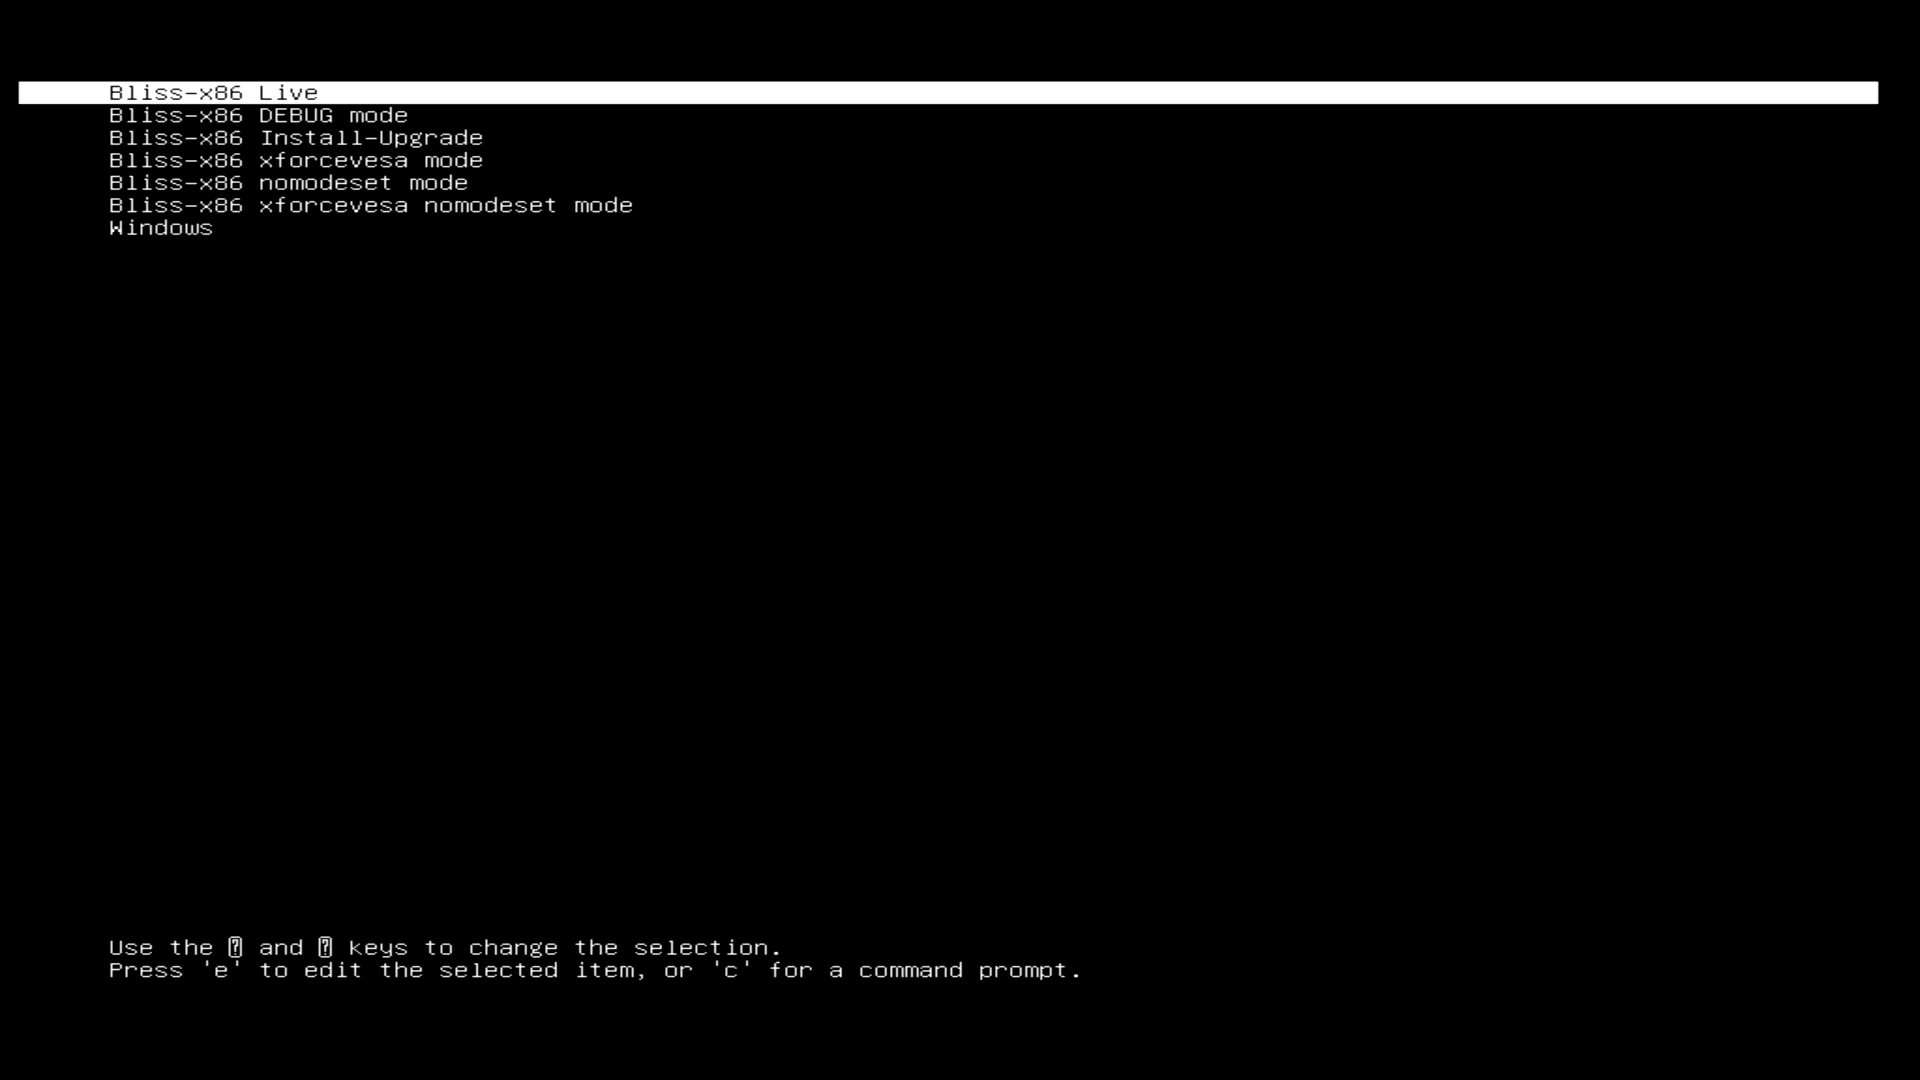 Bliss-x86 Live
Bliss-x86 DEBUG mode
Bliss-x86 Install-Upgrade
Bliss-x86 xforcevesa mode
Bliss-x86 nomodeset mode
Bliss-x86 xforcevesa nomodeset mode
Windows
Use the ⍰ and ⍰ keys to change the selection.
Press 'e' to edit the selected item, or 'c' for a command prompt.